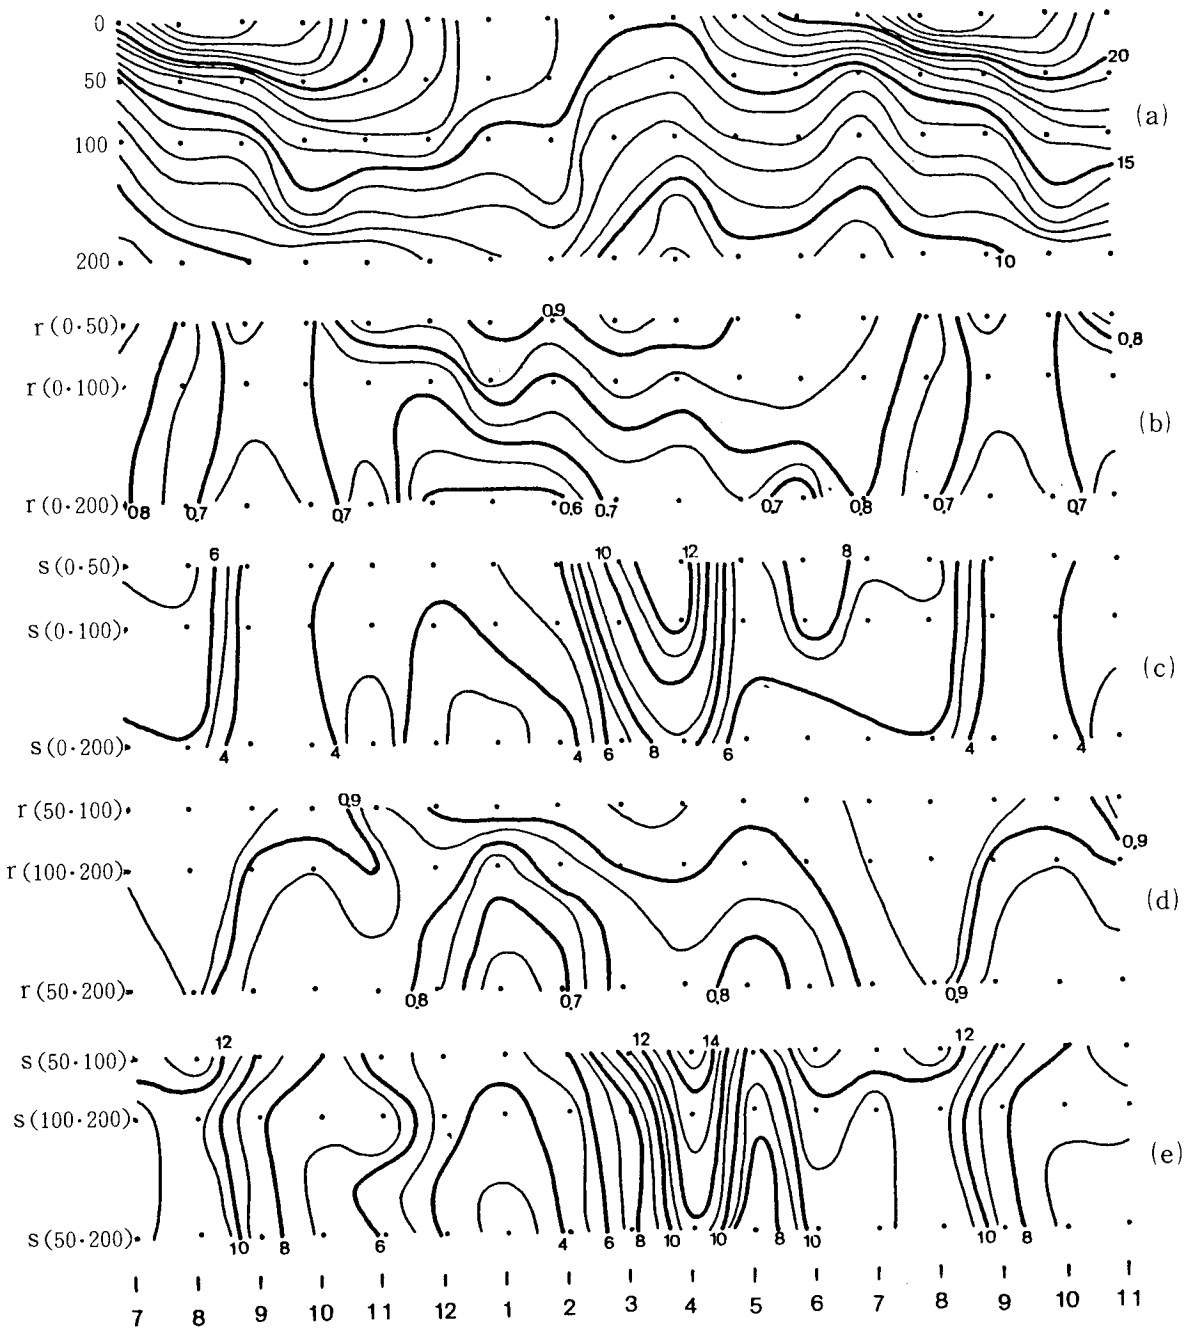 0
50
20
(a)
100
15
200
10
0.9
r(0·50)
0.8
r(0·100)
(b)
r(0·200)
0.8 0.7 0.7 0.6 0.7 0.7 0.8 0.7 0.7
6 10 12 8
s(0·50)
s(0·100)
(c)
s(0·200)
4 4 4 6 8 6 4 4
0.9
r(50·100)
0.9
r(100·200)
(d)
r(50·200)
0.8 0.7 0.8 0.9
12 12 14 12
s(50·100)
s(100·200)
(e)
s(50·200)
10 8 6 4 6 8 10 10 8 10 10 8
7 8 9 10 11 12 1 2 3 4 5 6 7 8 9 10 11